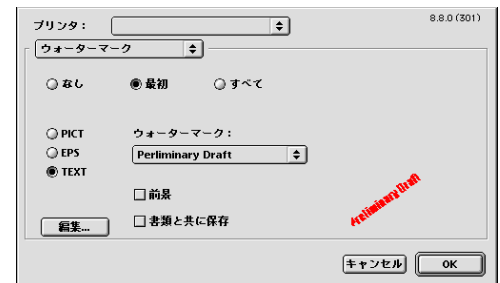 プリンタ：
8.8.0 (301)
ウォーターマーク
なし 最初 すべて
PICT ウォーターマーク：
EPS Perliminary Draft
TEXT
前景
Preliminary Draft
編集... 書類と共に保存
キャンセル OK